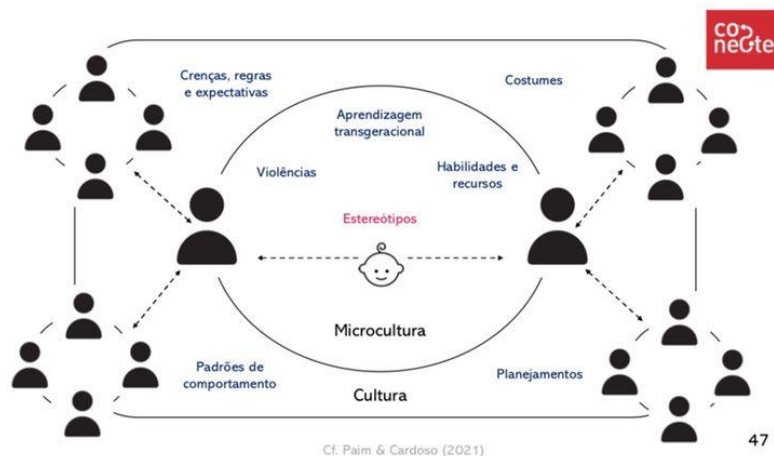 co
necte
Crenças, regras
e expectativas
Costumes
Aprendizagem
transgeracional
Violências
Habilidades e
recursos
Estereótipos
Microcultura
Padrões de
comportamento
Planejamentos
Cultura
Cf. Paim & Cardoso (2021)
47